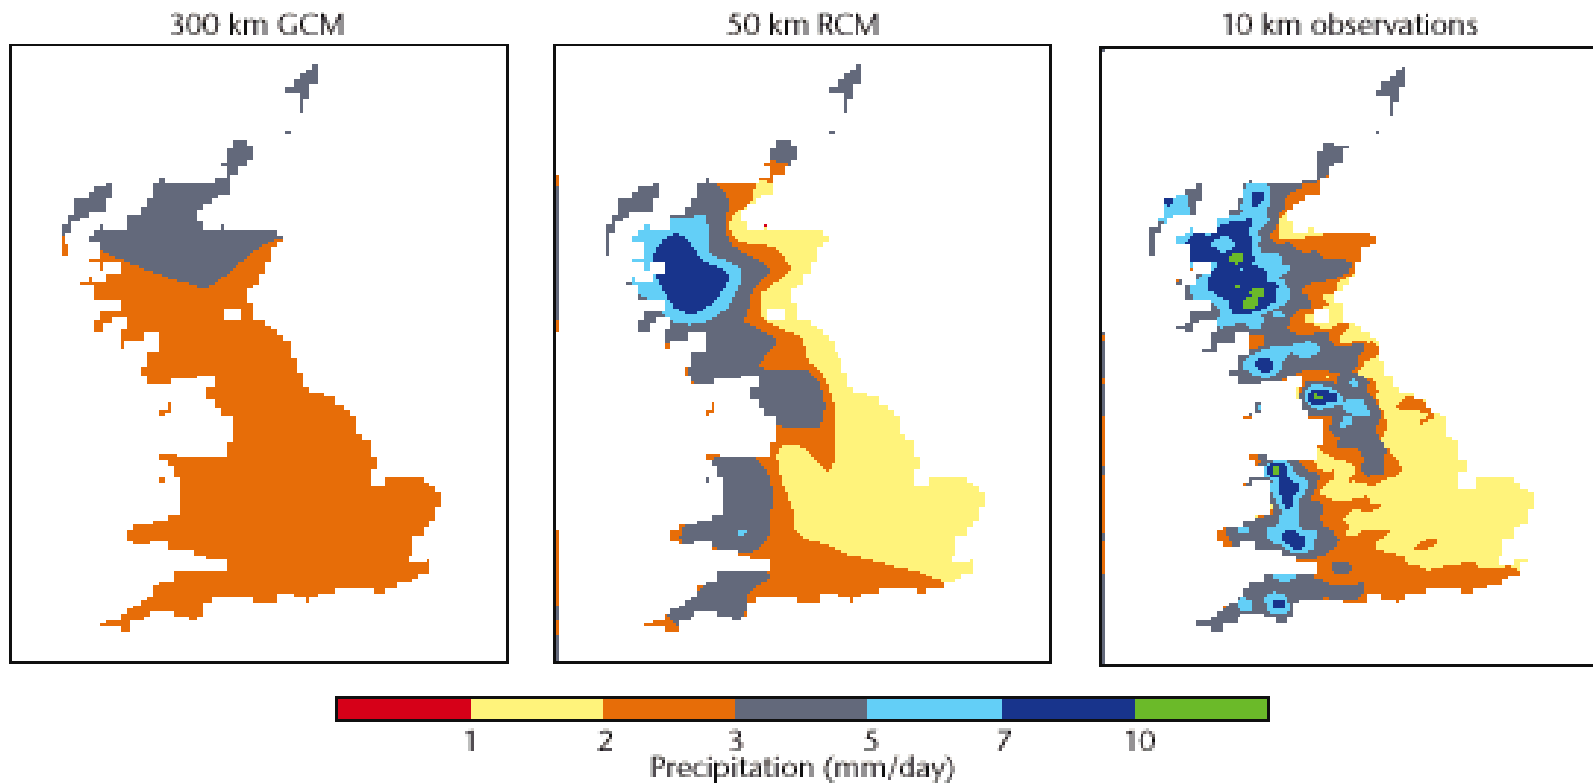 300 km GCM
50 km RCM
10 km observations
1 2 3 5 7 10
Precipitation (mm/day)